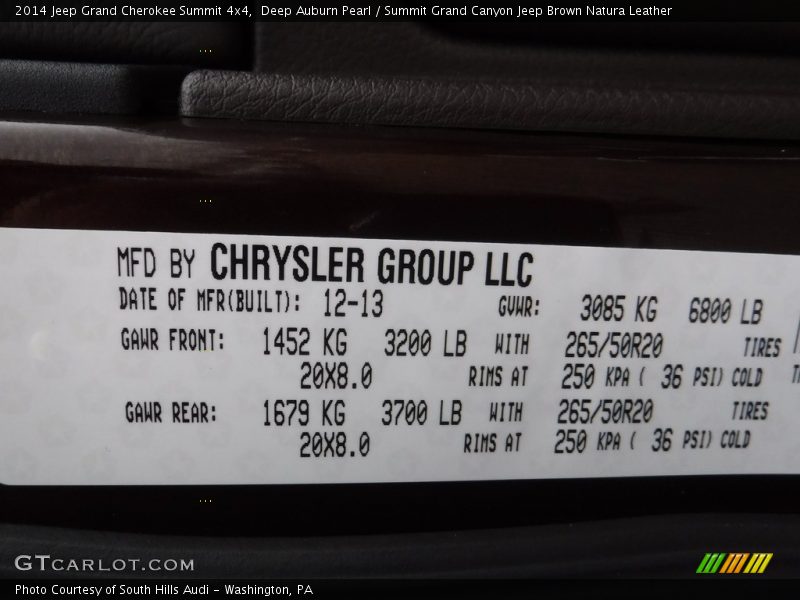 2014 Jeep Grand Cherokee Summit 4x4, Deep Auburn Pearl / Summit Grand Canyon Jeep Brown Natura Leather
MFD BY CHRYSLER GROUP LLC
DATE OF MFR(BUILT): 12-13 GVWR: 3085 KG 6800 LB
GAWR FRONT: 1452 KG 3200 LB WITH 265/50R20 TIRES
20X8.0 RIMS AT 250 KPA ( 36 PSI) COLD
GAWR REAR: 1679 KG 3700 LB WITH 265/50R20 TIRES
20X8.0 RIMS AT 250 KPA ( 36 PSI) COLD
GTCARLOT.COM
Photo Courtesy of South Hills Audi - Washington, PA